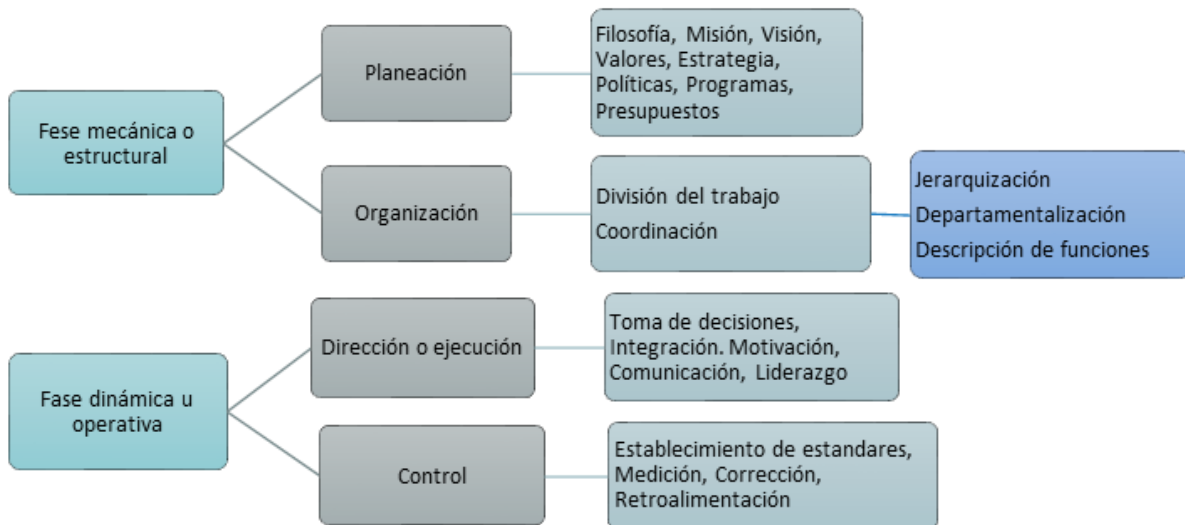 Fese mecánica o
estructural
Planeación
Filosofía, Misión, Visión,
Valores, Estrategia,
Políticas, Programas,
Presupuestos
Organización
División del trabajo
Coordinación
Jerarquización
Departamentalización
Descripción de funciones
Fase dinámica u
operativa
Dirección o ejecución
Toma de decisiones,
Integración. Motivación,
Comunicación, Liderazgo
Control
Establecimiento de estandares,
Medición, Corrección,
Retroalimentación